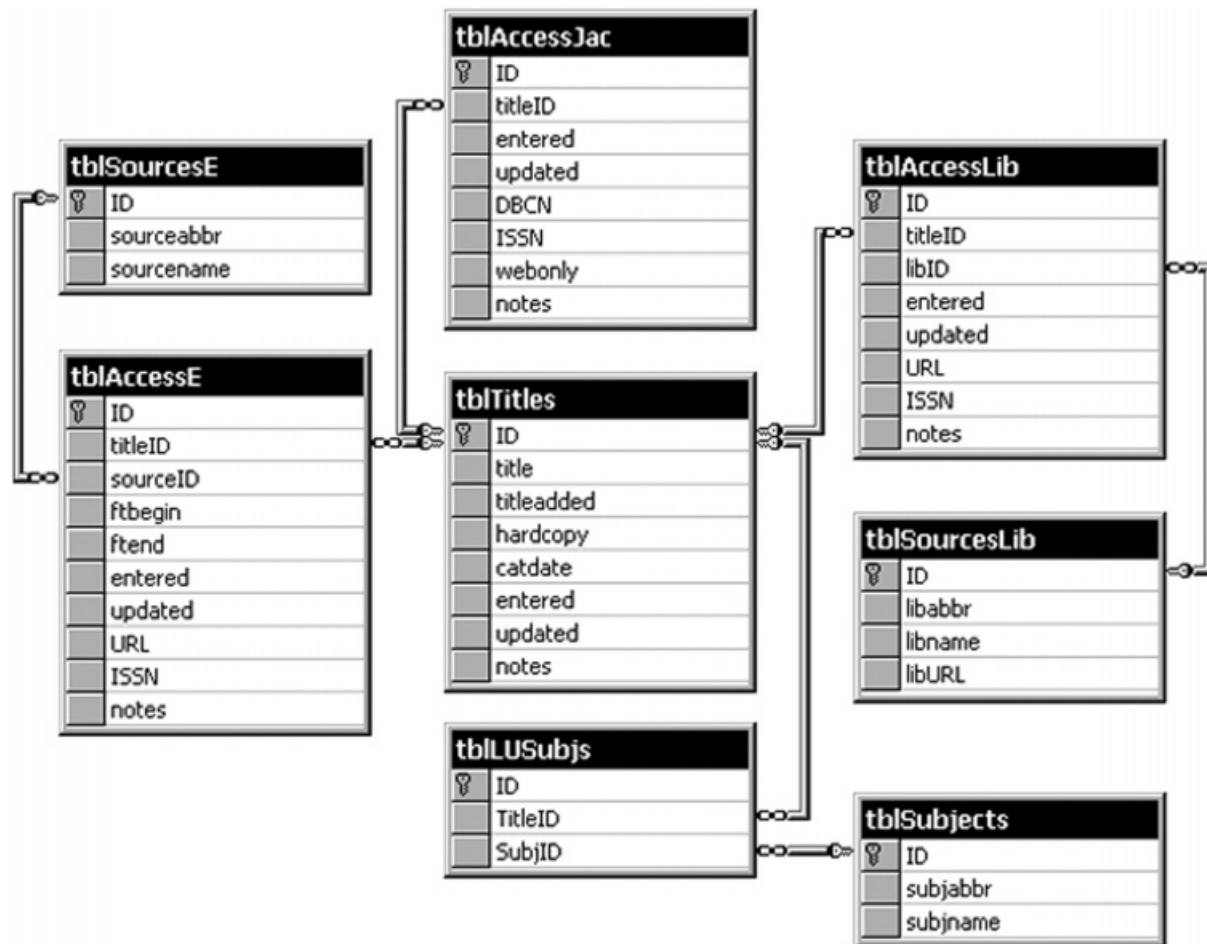 tblAccessJac
ID
titleID
entered
updated
DBCN
ISSN
webonly
notes
tblSourcesE
ID
sourceabbr
sourcename
tblAccessLib
ID
titleID
libID
entered
updated
URL
ISSN
notes
tblAccessE
ID
titleID
sourceID
ftbegin
ftend
entered
updated
URL
ISSN
notes
tblTitles
ID
title
titleadded
hardcopy
catdate
entered
updated
notes
tblSourcesLib
ID
libabbr
libname
libURL
tblLUSubjs
ID
TitleID
SubjID
tblSubjects
ID
subjabbr
subjname